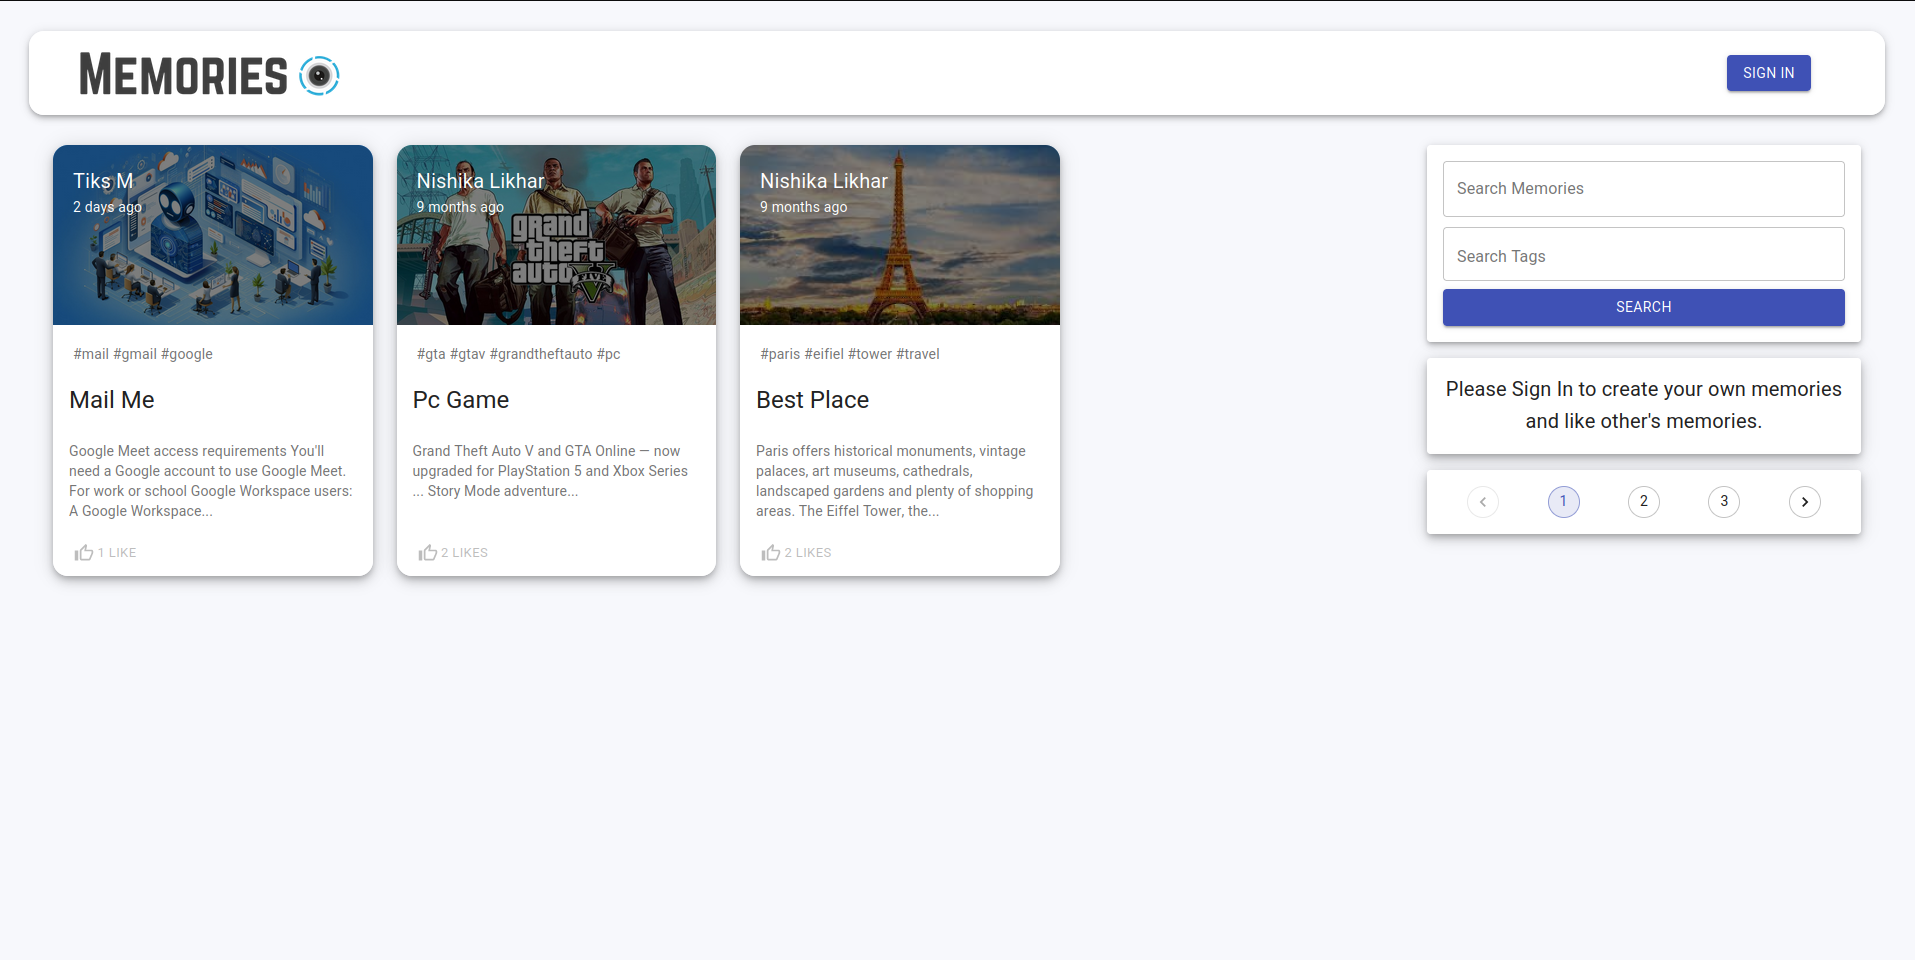 MEMORIES
SIGN IN
Tiks M
2 days ago
#mail #gmail #google
Mail Me
Google Meet access requirements You'll
need a Google account to use Google Meet.
For work or school Google Workspace users:
A Google Workspace...
1 LIKE
Nishika Likhar
9 months ago
grand
theft
auto
FIVE
#gta #gtav #grandtheftauto #pc
Pc Game
Grand Theft Auto V and GTA Online — now
upgraded for PlayStation 5 and Xbox Series
... Story Mode adventure...
2 LIKES
Nishika Likhar
9 months ago
#paris #eifiel #tower #travel
Best Place
Paris offers historical monuments, vintage
palaces, art museums, cathedrals,
landscaped gardens and plenty of shopping
areas. The Eiffel Tower, the...
2 LIKES
Search Memories
Search Tags
SEARCH
Please Sign In to create your own memories
and like other's memories.
1 2 3